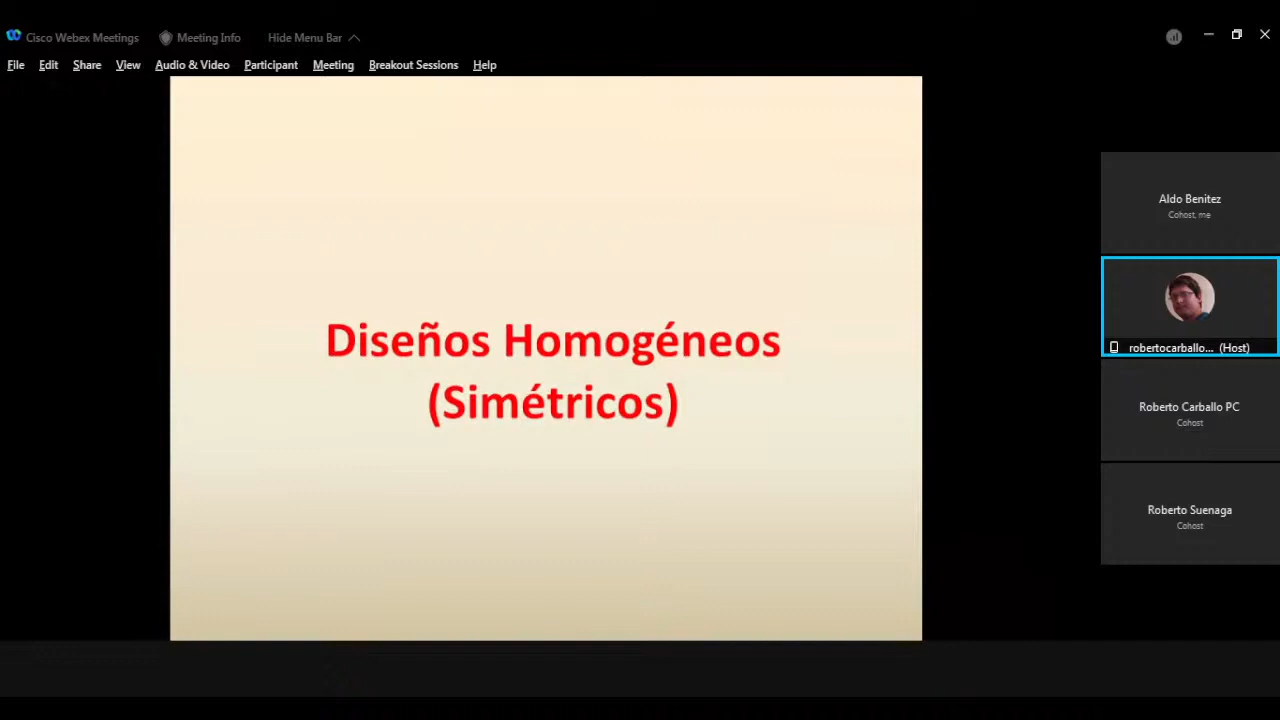 Cisco Webex Meetings Meeting Info Hide Menu Bar
File Edit Share View Audio & Video Participant Meeting Breakout Sessions Help
Diseños Homogéneos
(Simétricos)
Aldo Benitez
Cohost, me
robertocarballo... (Host)
Roberto Carballo PC
Cohost
Roberto Suenaga
Cohost